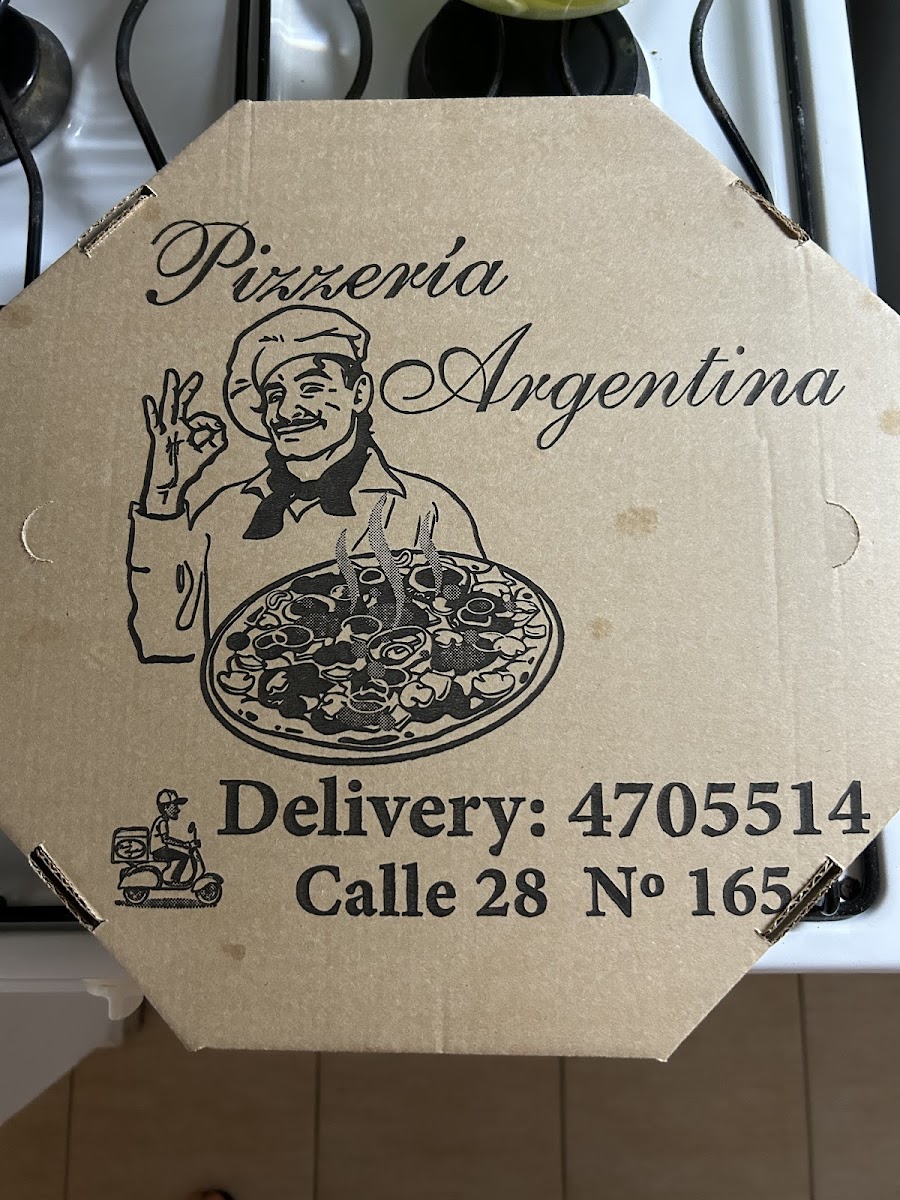 Pizzería
Argentina
Delivery: 4705514
Calle 28 Nº 165